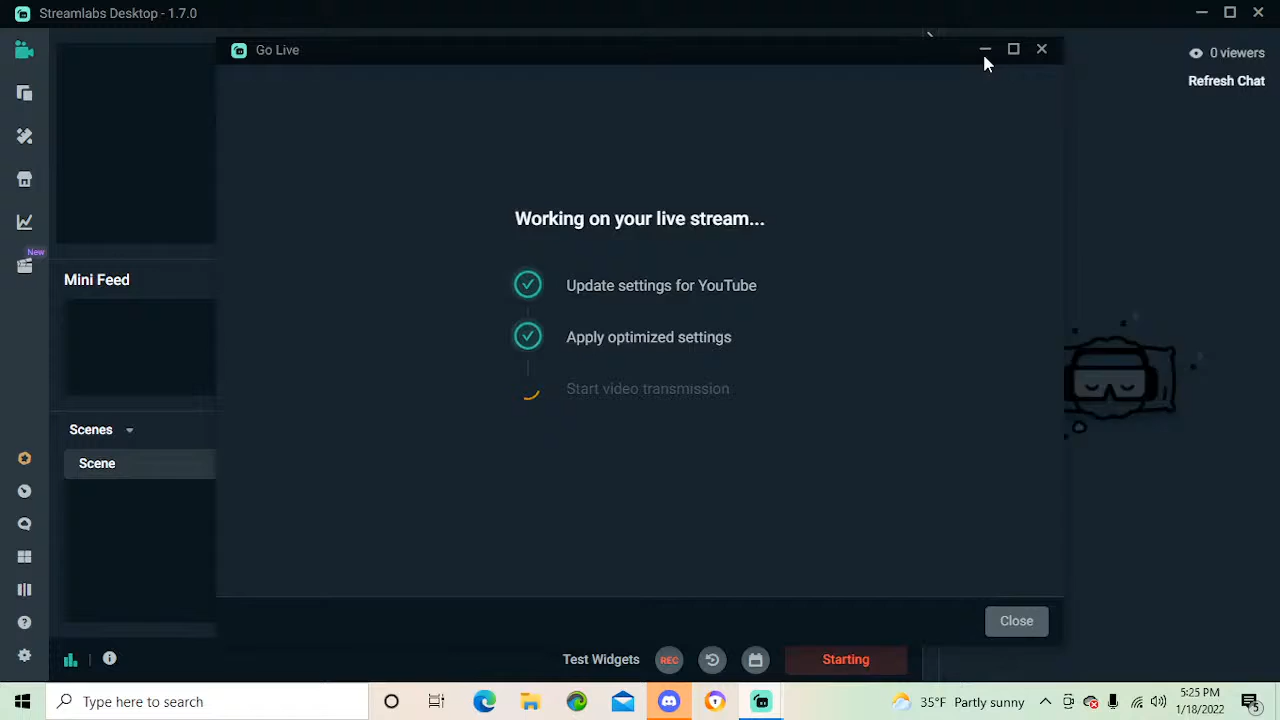 Streamlabs Desktop - 1.7.0
Go Live
0 viewers
Refresh Chat
Working on your live stream...
Update settings for YouTube
Apply optimized settings
Start video transmission
New
Mini Feed
Scenes
Scene
Close
Test Widgets
REC
Starting
Type here to search
35°F Partly sunny
5:25 PM
1/18/2022
5